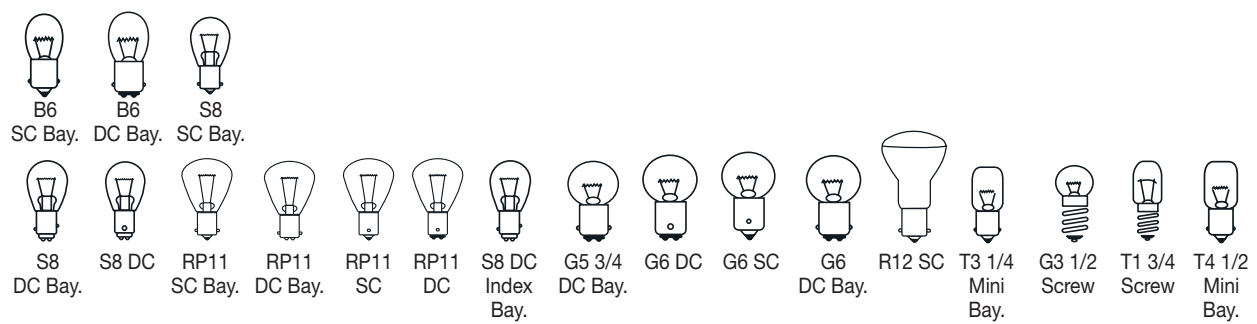 B6 B6 S8
SC Bay. DC Bay. SC Bay.
S8 S8 DC RP11 RP11 RP11 RP11 S8 DC G5 3/4 G6 DC G6 SC G6 R12 SC T3 1/4 G3 1/2 T1 3/4 T4 1/2
DC Bay. SC Bay. DC Bay. SC DC Index DC Bay. DC Bay. Mini Screw Screw Mini
Bay. Bay. Bay.